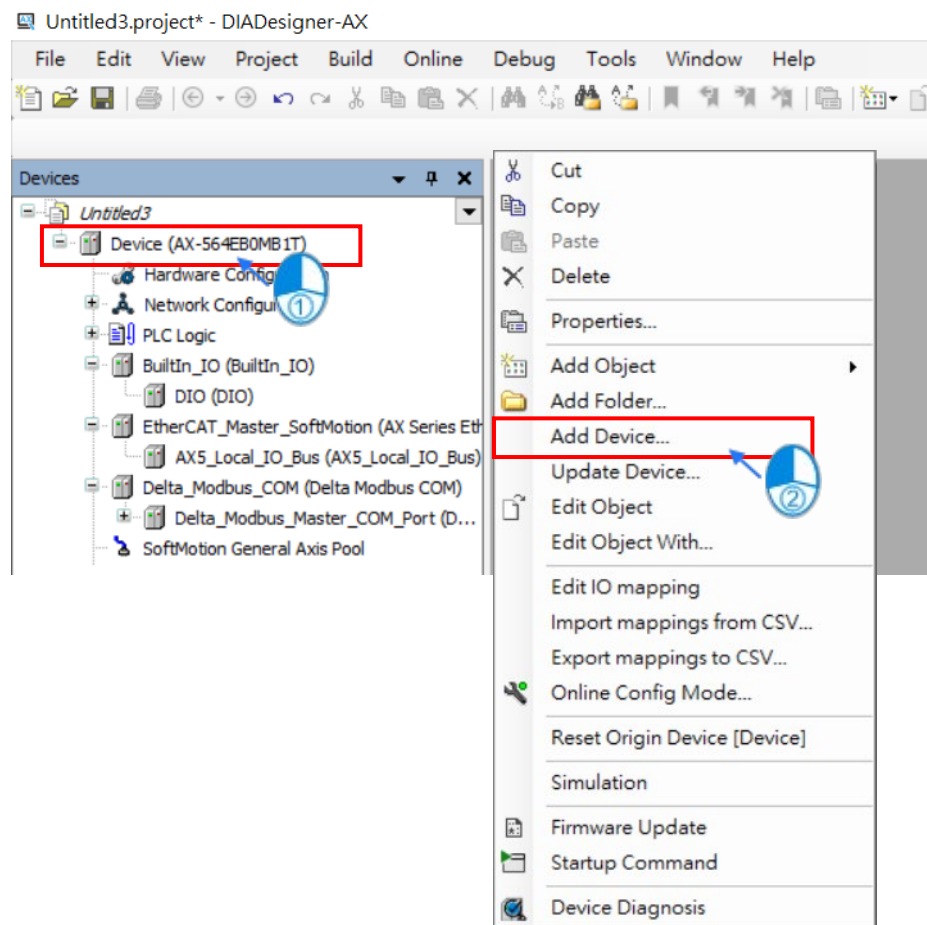 Untitled3.project* - DIADesigner-AX
File Edit View Project Build Online Debug Tools Window Help
Devices
Untitled3
Device (AX-564EB0MB1T)
Hardware Config
①
Network Configu
PLC Logic
BuiltIn_IO (BuiltIn_IO)
DIO (DIO)
EtherCAT_Master_SoftMotion (AX Series Eth
AX5_Local_IO_Bus (AX5_Local_IO_Bus)
Delta_Modbus_COM (Delta Modbus COM)
Delta_Modbus_Master_COM_Port (D...
SoftMotion General Axis Pool
Cut
Copy
Paste
Delete
Properties...
Add Object
Add Folder...
Add Device...
②
Update Device...
Edit Object
Edit Object With...
Edit IO mapping
Import mappings from CSV...
Export mappings to CSV...
Online Config Mode...
Reset Origin Device [Device]
Simulation
Firmware Update
Startup Command
Device Diagnosis